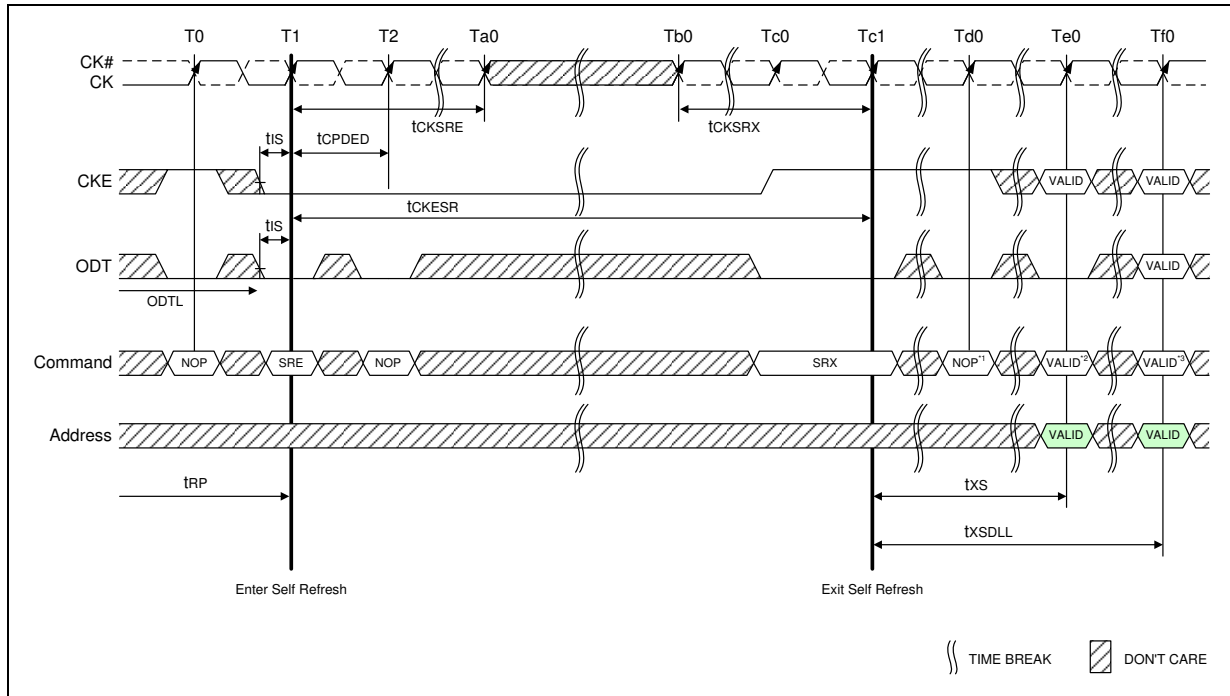 T0 T1 T2 Ta0 Tb0 Tc0 Tc1 Td0 Te0 Tf0
CK#
CK
tCKSRE tCKSRX
tIS tCPDED
CKE VALID VALID
tCKESR
tIS
ODT VALID
ODTL
Command NOP SRE NOP SRX NOP*1 VALID*2 VALID*3
Address VALID VALID
tRP tXS
tXSDLL
Enter Self Refresh Exit Self Refresh
TIME BREAK DON'T CARE